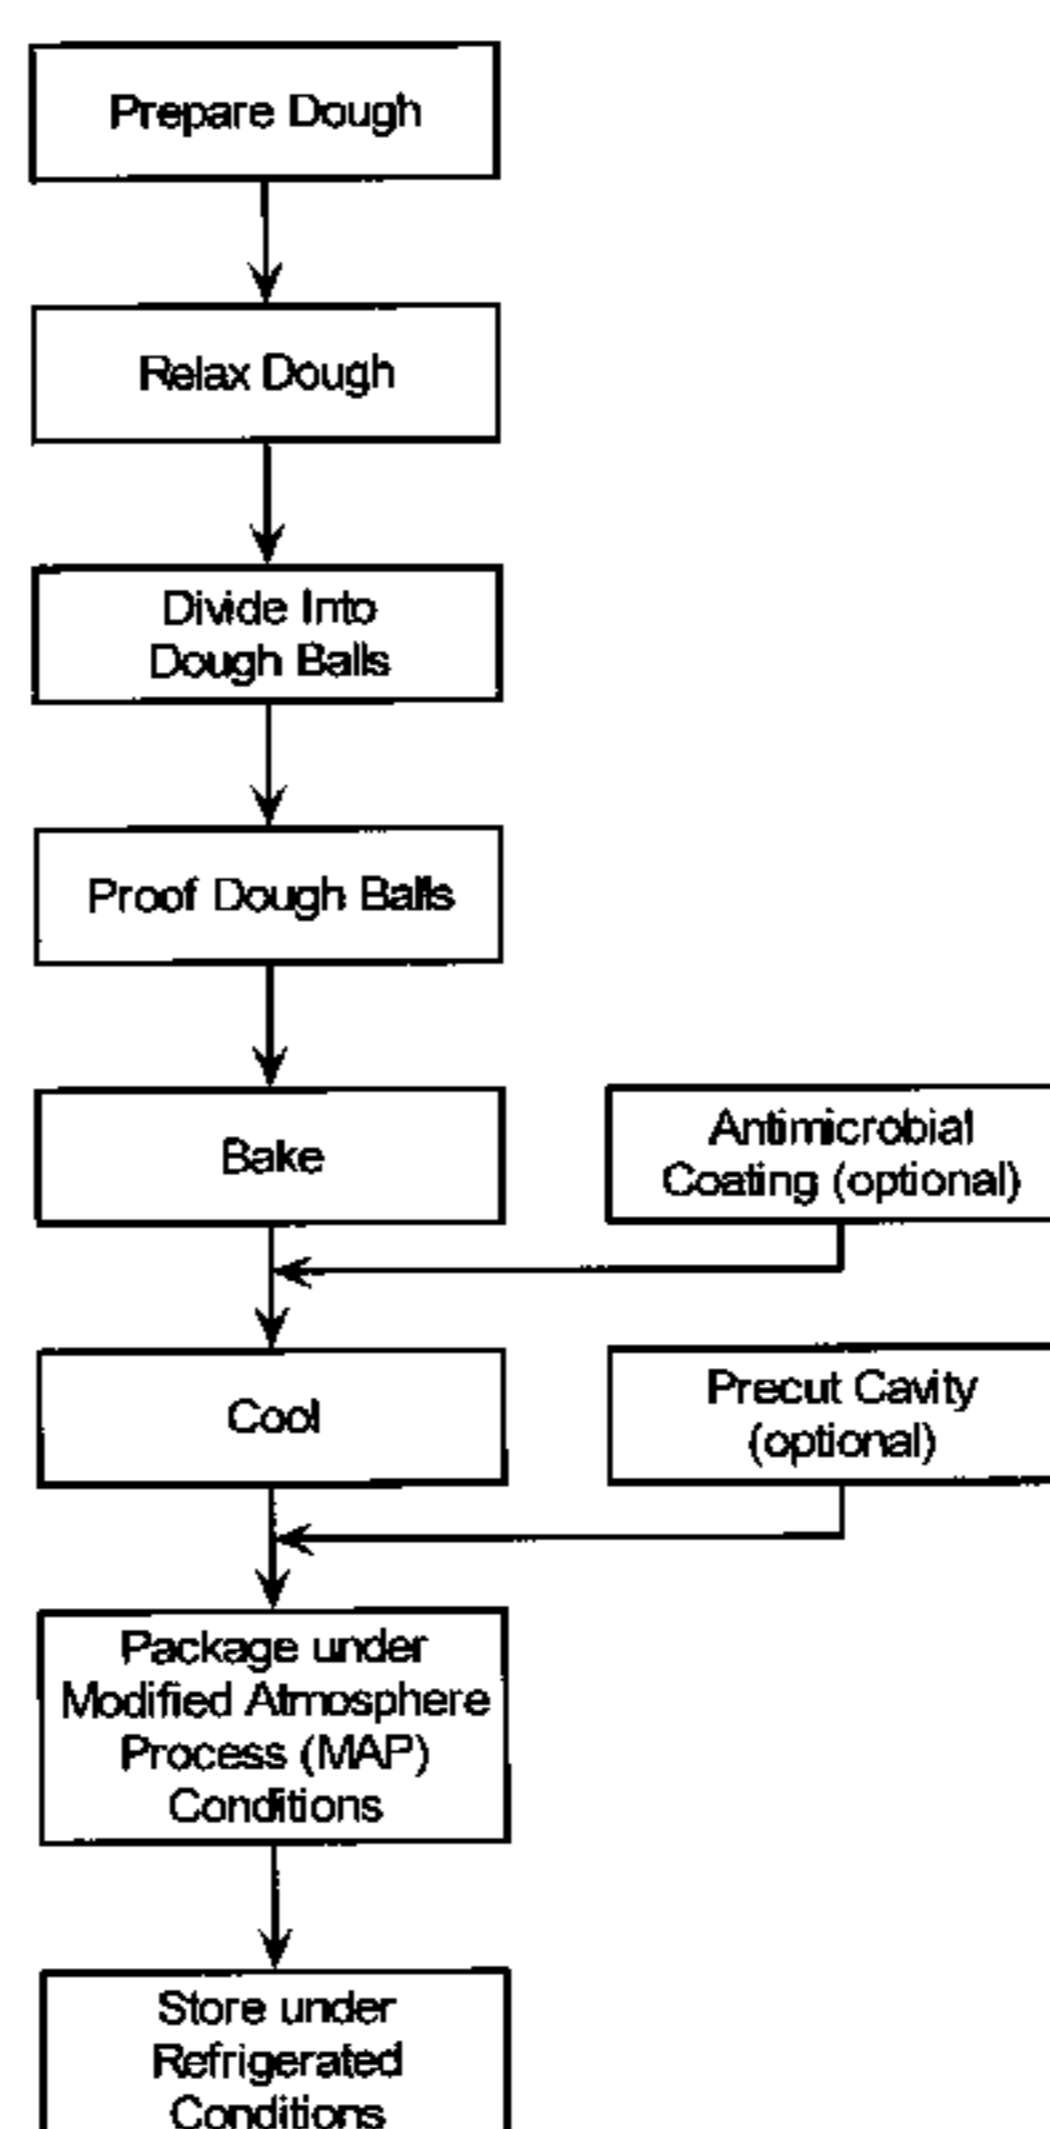 Prepare Dough
Relax Dough
Divide Into
Dough Balls
Proof Dough Balls
Bake
Antimicrobial
Coating (optional)
Cool
Precut Cavity
(optional)
Package under
Modified Atmosphere
Process (MAP)
Conditions
Store under
Refrigerated
Conditions